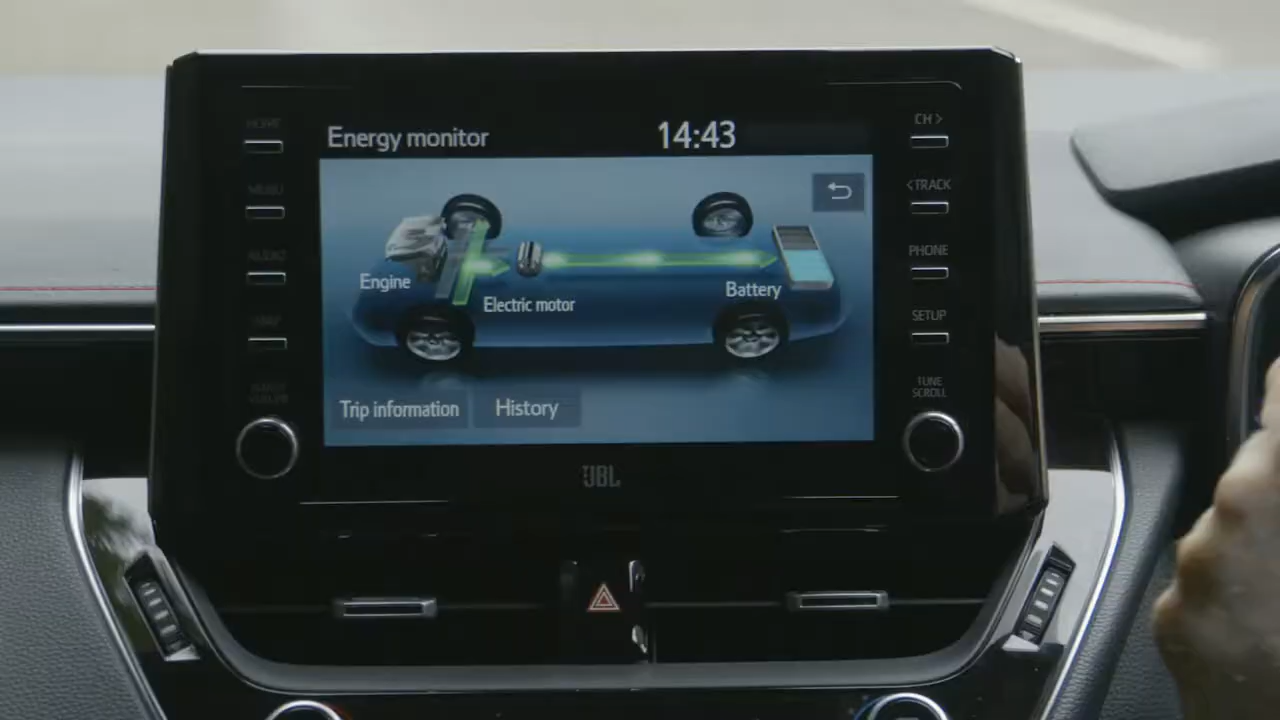 HOME
MENU
AUDIO
MAP
CH >
< TRACK
PHONE
SETUP
TUNE
SCROLL
Energy monitor
14:43
Engine
Electric motor
Battery
Trip information
History
JBL